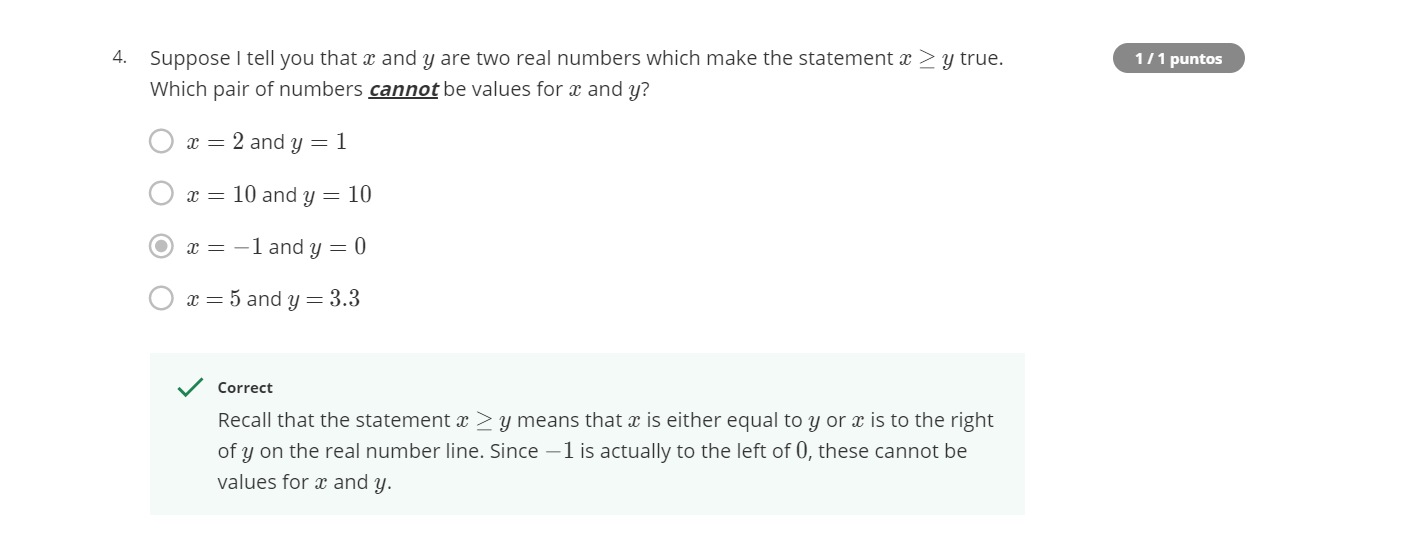 4. Suppose I tell you that x and y are two real numbers which make the statement x ≥ y true.
1 / 1 puntos
Which pair of numbers cannot be values for x and y?
x = 2 and y = 1
x = 10 and y = 10
x = −1 and y = 0
x = 5 and y = 3.3
Correct
Recall that the statement x ≥ y means that x is either equal to y or x is to the right
of y on the real number line. Since −1 is actually to the left of 0, these cannot be
values for x and y.